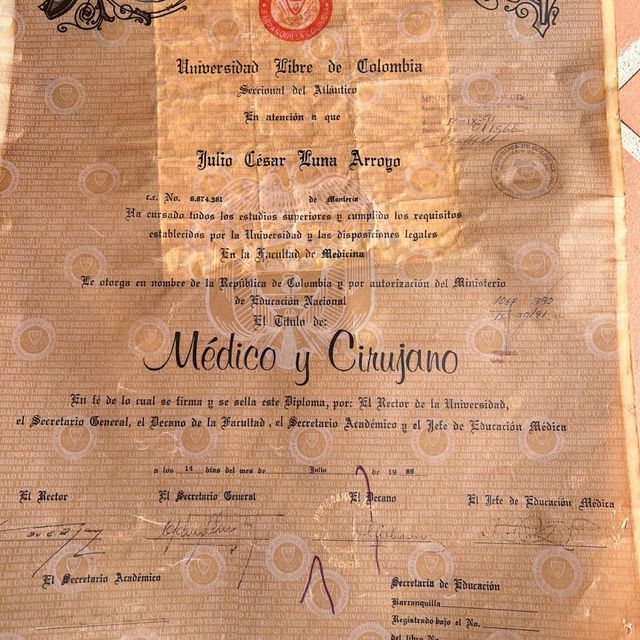 Universidad Libre de Colombia
Seccional del Atlántico
En atención a que
Julio César Luna Arroyo
c.c. No. 6.874.361 de Montería
Ha cursado todos los estudios superiores y cumplido los requisitos
establecidos por la Universidad y las disposiciones legales
En la Facultad de Medicina
Le otorga en nombre de la República de Colombia y por autorización del Ministerio
de Educación Nacional
El Título de:
Médico y Cirujano
En fé de lo cual se firma y se sella este Diploma, por: El Rector de la Universidad,
el Secretario General, el Decano de la Facultad , el Secretario Académico y el Jefe de Educación Médica
a los 14 días del mes de Julio de 19 89
El Rector El Secretario General El Decano El Jefe de Educación Médica
El Secretario Académico
Secretaría de Educación
Barranquilla
Registrado bajo el No.
del libro No.